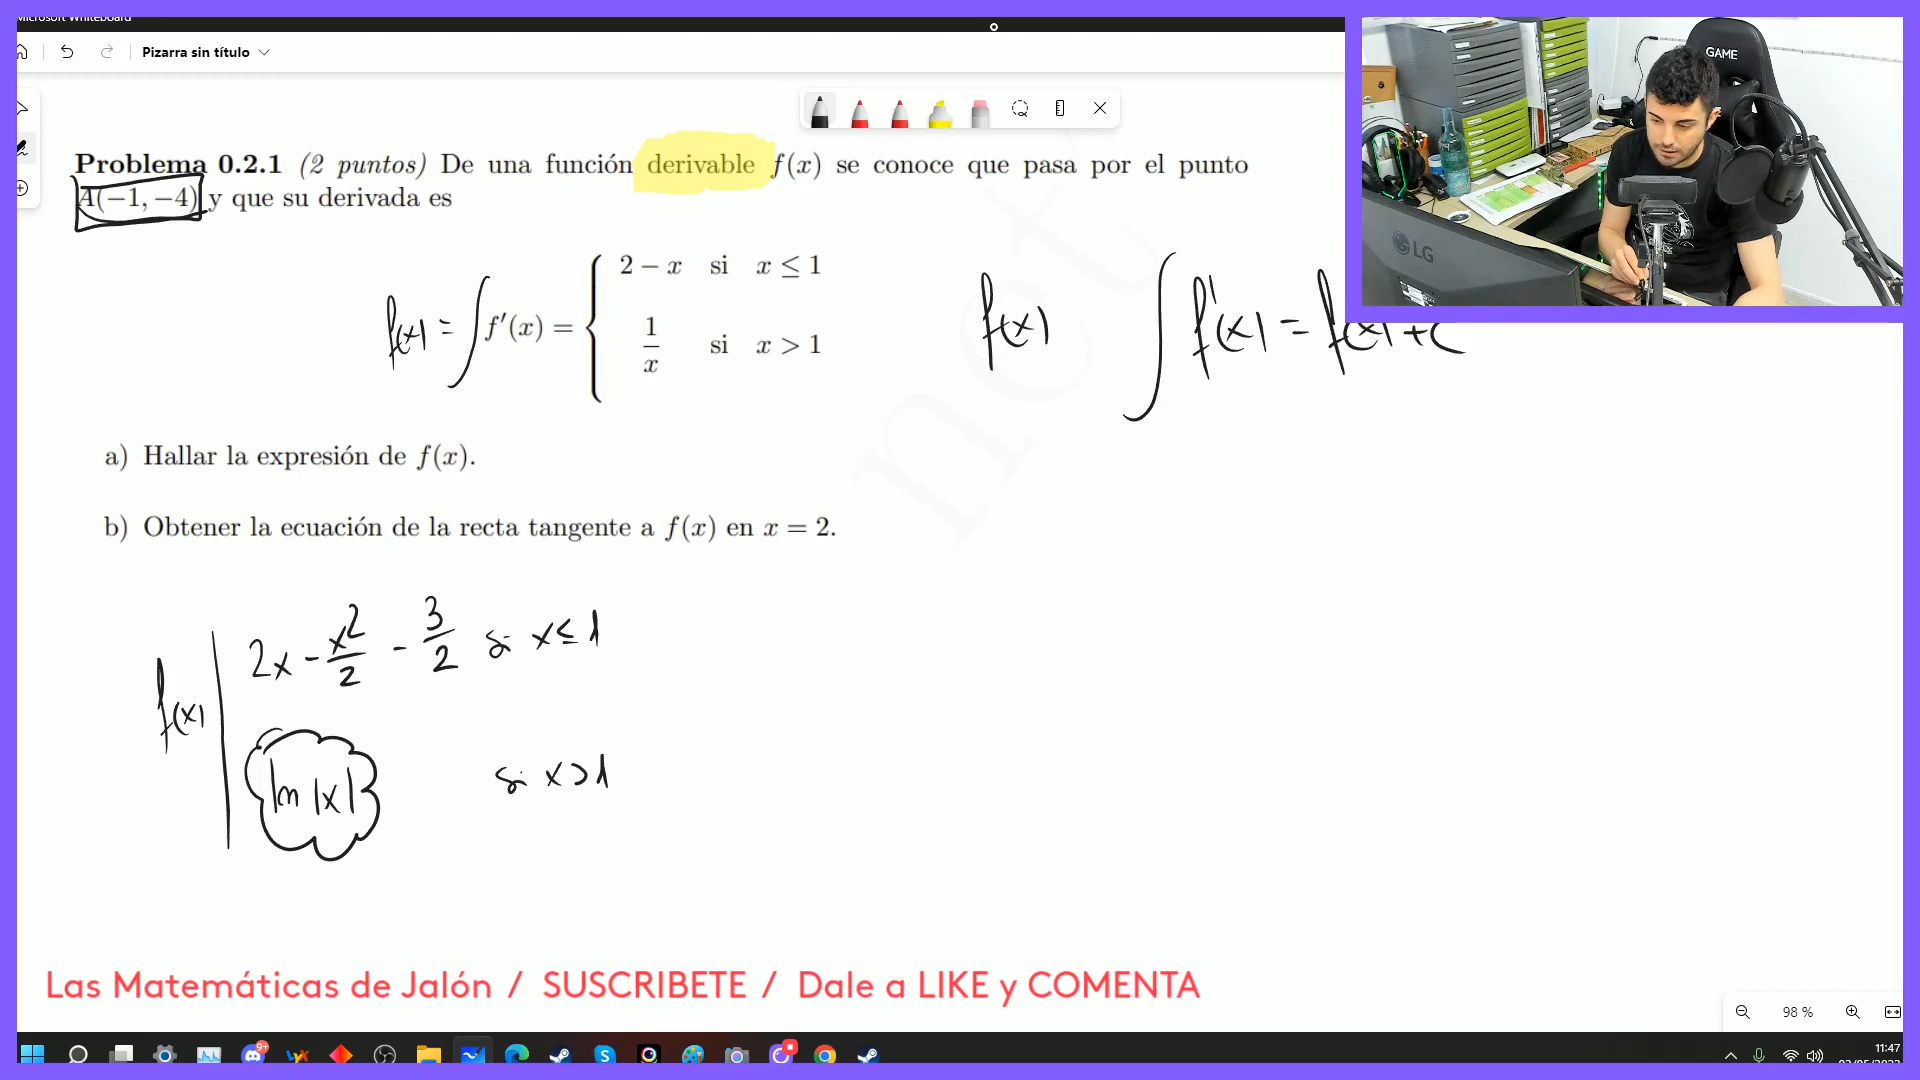 Microsoft Whiteboard
Pizarra sin título
GAME
LG
Problema 0.2.1 (2 puntos) De una función derivable f(x) se conoce que pasa por el punto
A(−1, −4) y que su derivada es
f(x) = ∫ f′(x) = { 2 − x si x ≤ 1
1/x si x > 1
f(x) ∫ f'(x) = f(x) + C
a) Hallar la expresión de f(x).
b) Obtener la ecuación de la recta tangente a f(x) en x = 2.
f(x) | 2x − x²/2 − 3/2 si x ≤ 1
ln |x| si x > 1
net
Las Matemáticas de Jalón / SUSCRIBETE / Dale a LIKE y COMENTA
98 %
9+
11:47